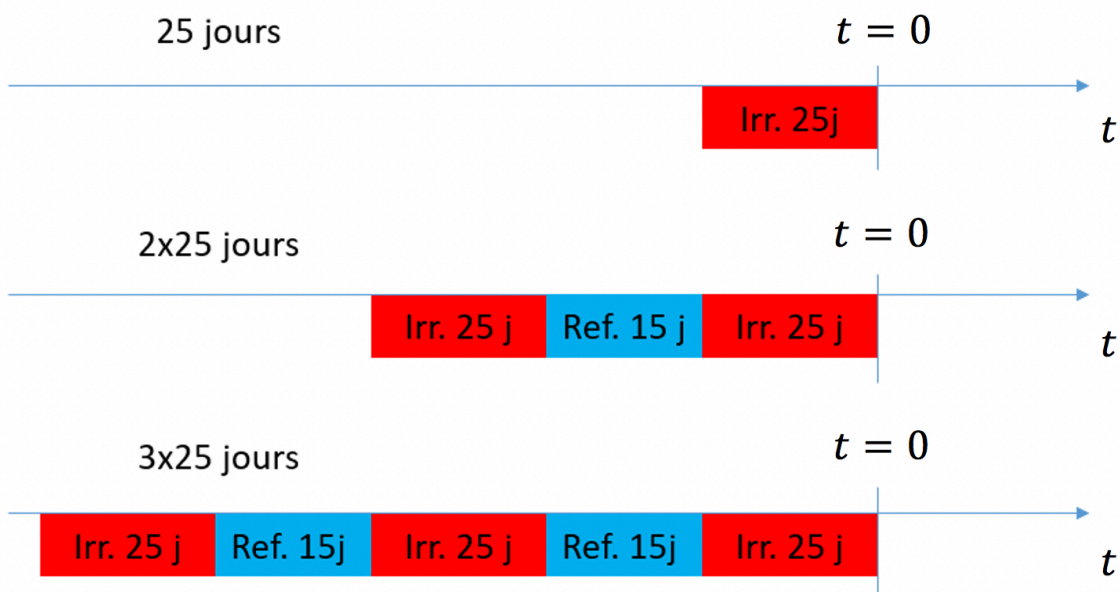 25 jours
t = 0
Irr. 25j
t
2x25 jours
t = 0
Irr. 25 j Ref. 15 j Irr. 25 j
t
3x25 jours
t = 0
Irr. 25 j Ref. 15j Irr. 25 j Ref. 15j Irr. 25 j
t